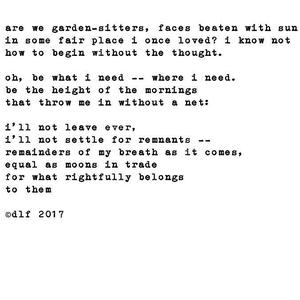 are we garden-sitters, faces beaten with sun
in some fair place i once loved? i know not
how to begin without the thought.
oh, be what i need -- where i need.
be the height of the mornings
that throw me in without a net:
i'll not leave ever,
i'll not settle for remnants --
remainders of my breath as it comes,
equal as moons in trade
for what rightfully belongs
to them
©dlf 2017